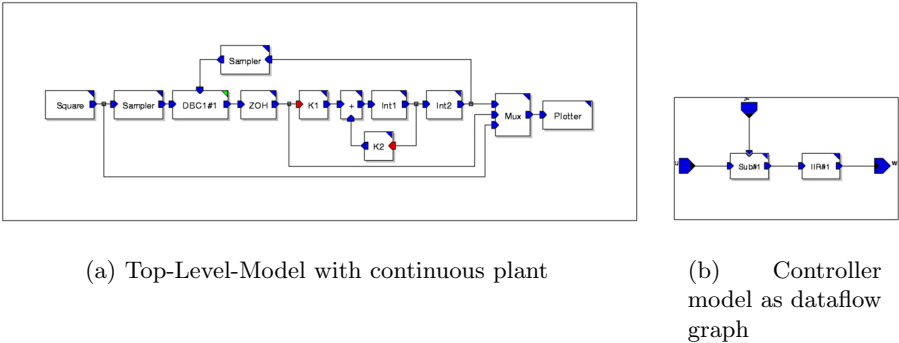 Sampler
Square Sampler DBC1#1 ZOH K1 + Int1 Int2 Mux Plotter
K2
u Sub#1 IIR#1 w
(a) Top-Level-Model with continuous plant
(b) Controller
model as dataflow
graph